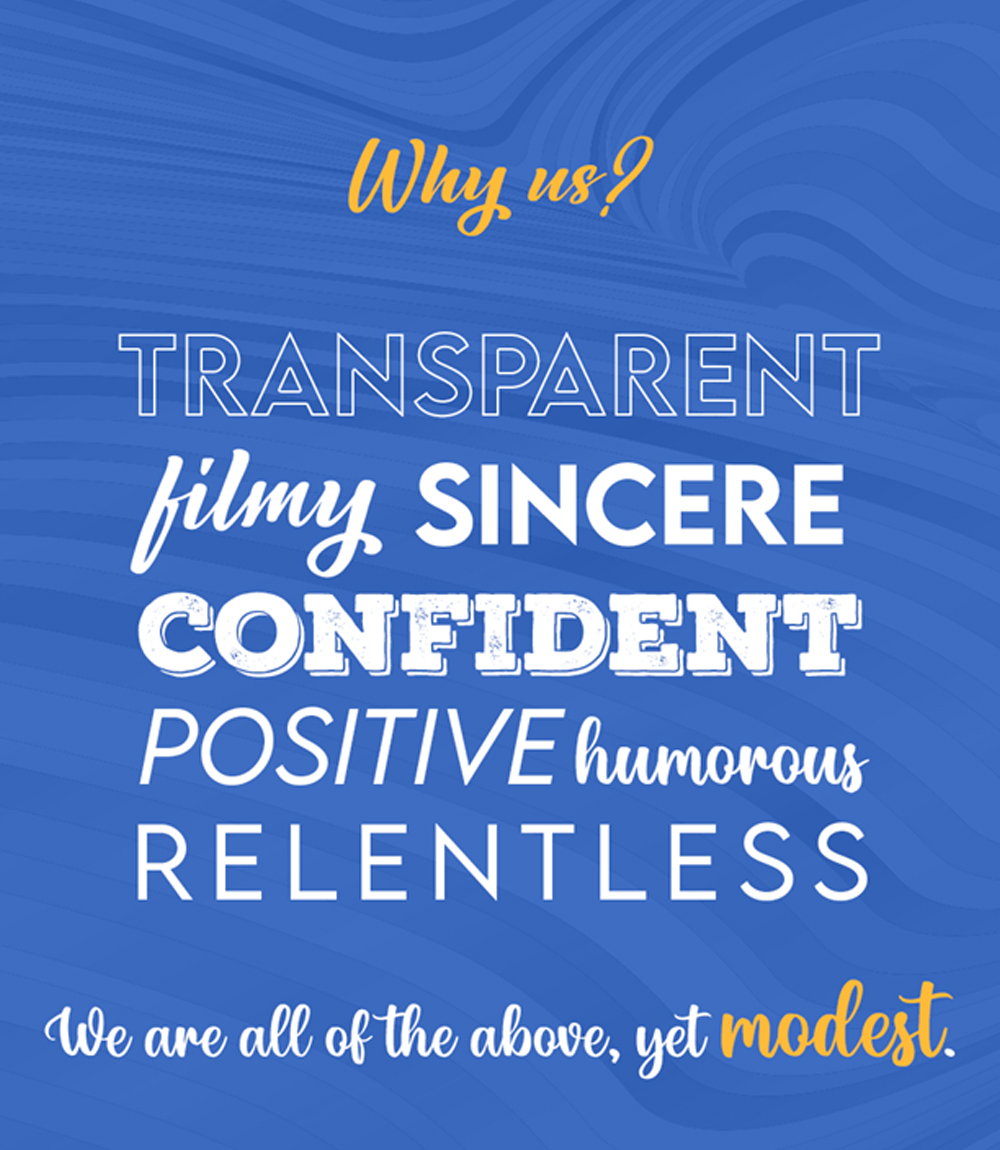 Why us?
TRANSPARENT
filmy SINCERE
CONFIDENT
POSITIVE humorous
RELENTLESS
We are all of the above, yet modest.